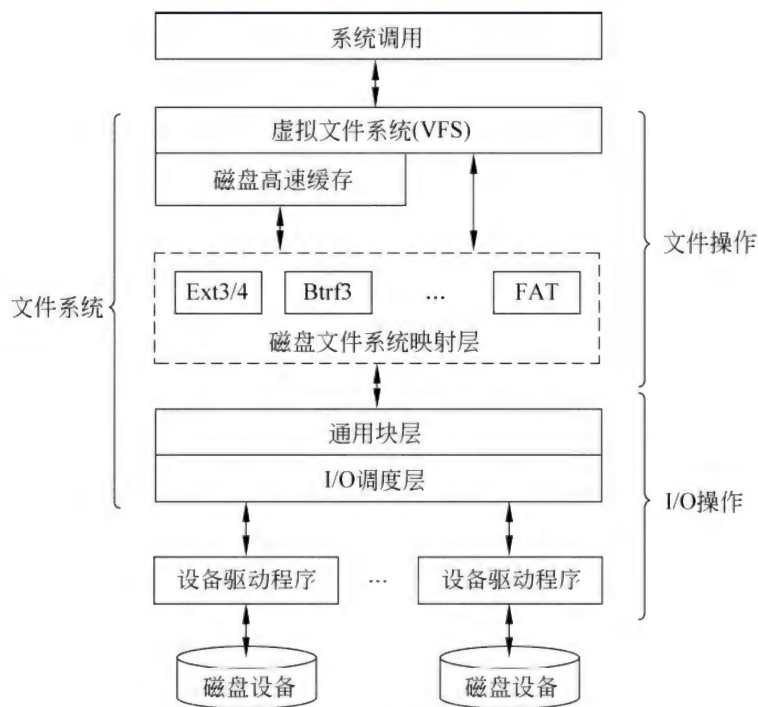 系统调用
虚拟文件系统(VFS)
磁盘高速缓存
文件操作
文件系统
Ext3/4
Btrf3
...
FAT
磁盘文件系统映射层
通用块层
I/O调度层
I/O操作
设备驱动程序
...
设备驱动程序
磁盘设备
磁盘设备